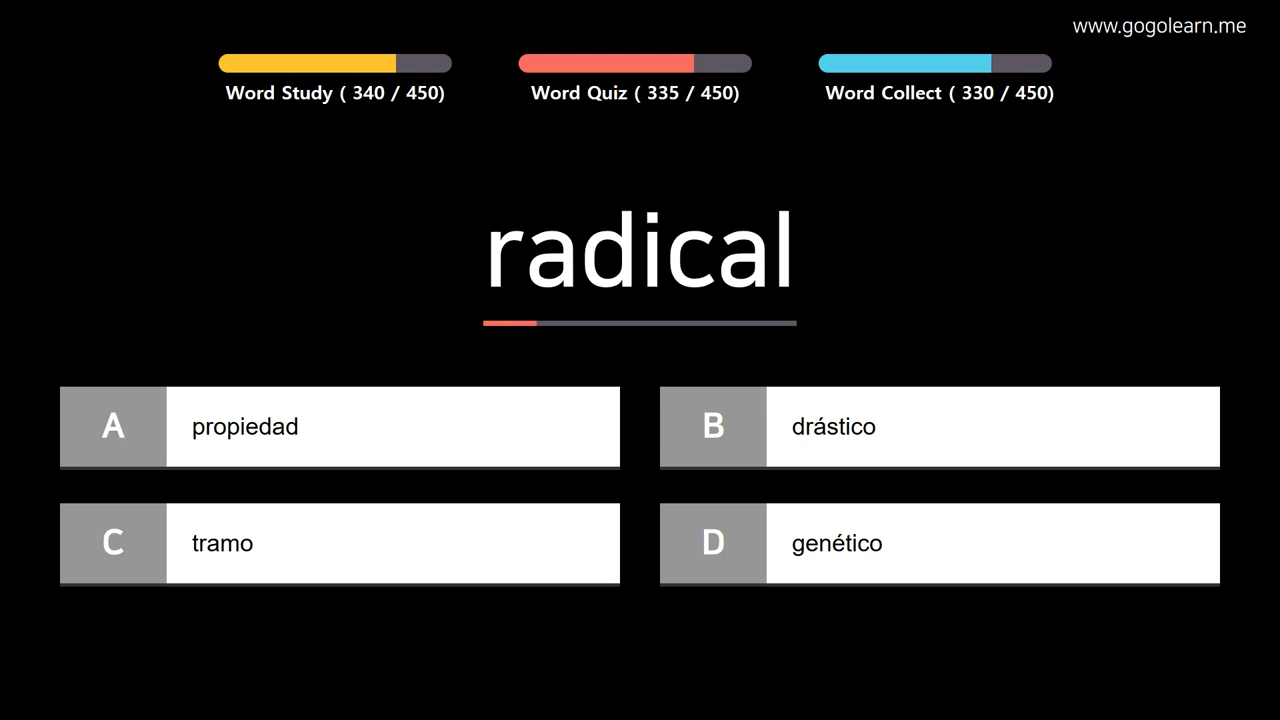 www.gogolearn.me
Word Study ( 340 / 450)
Word Quiz ( 335 / 450)
Word Collect ( 330 / 450)
radical
A propiedad
B drástico
C tramo
D genético